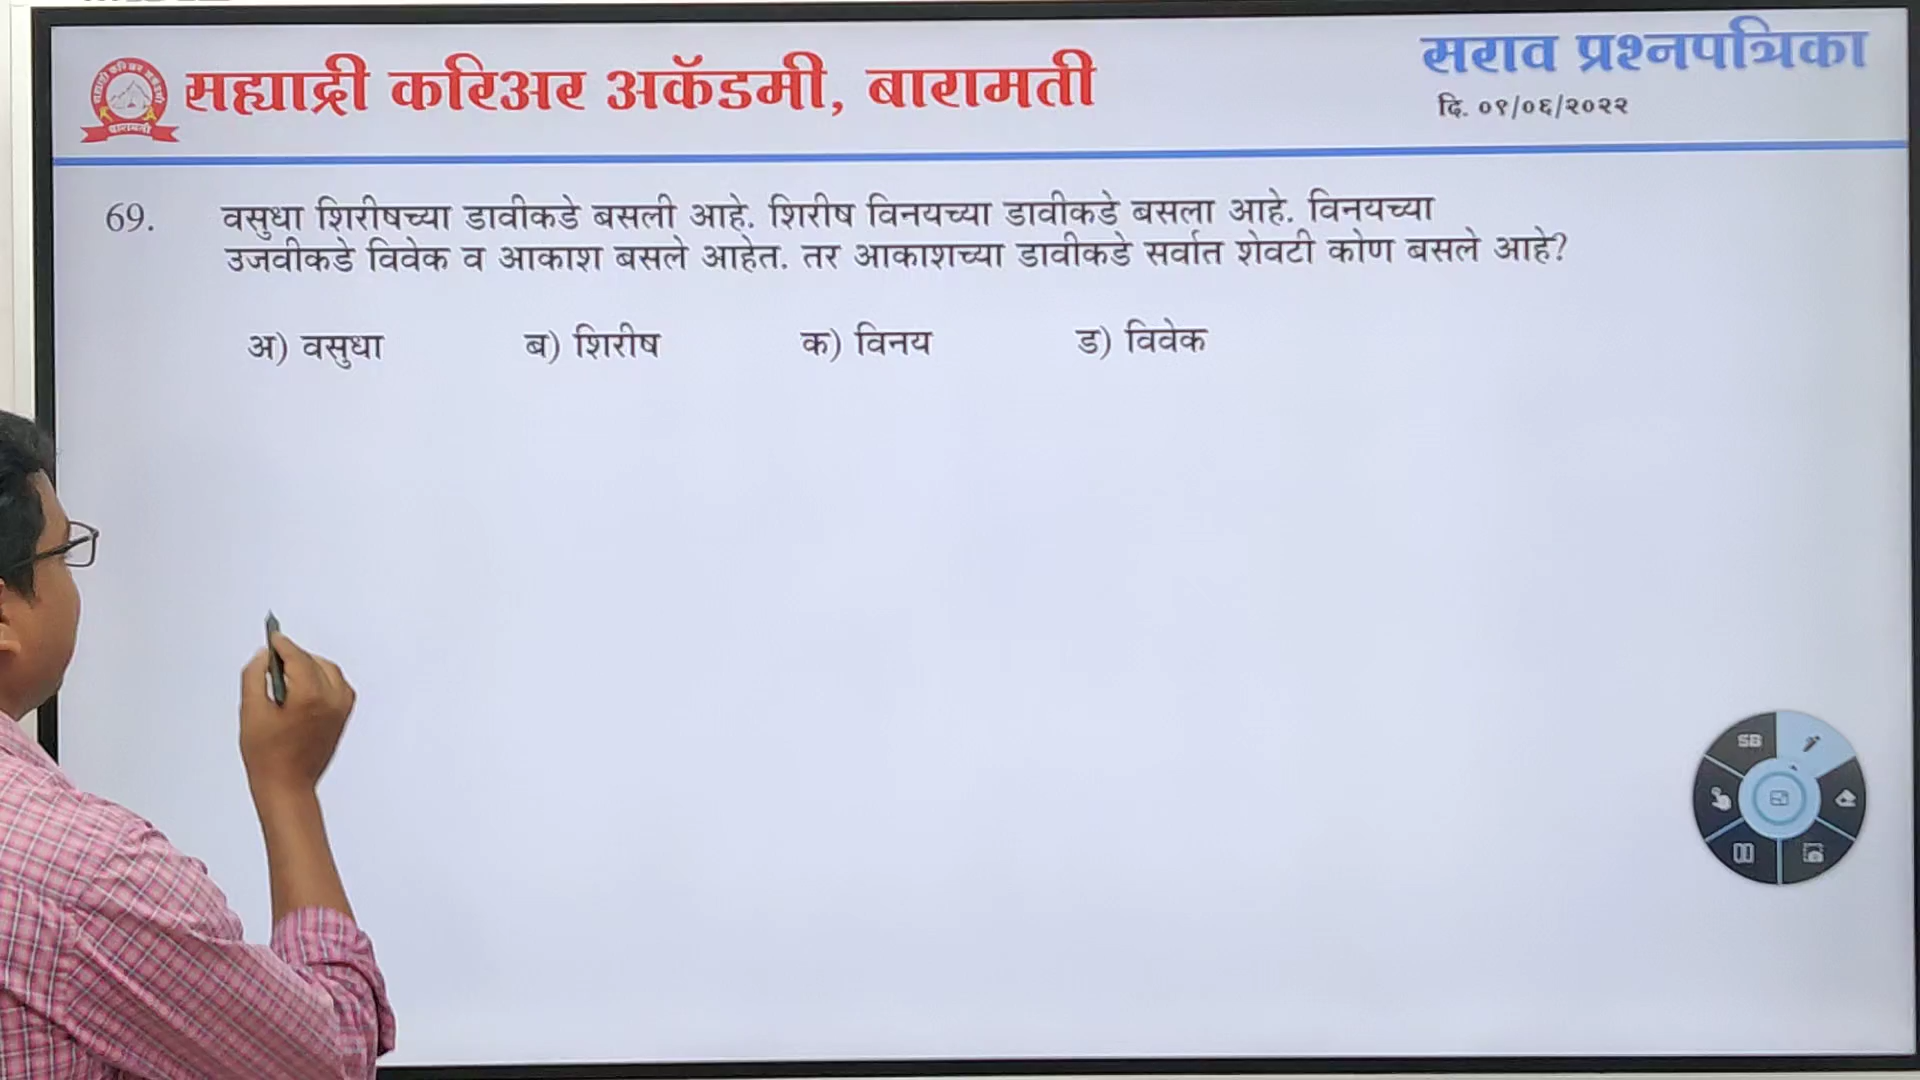 सह्याद्री करिअर अकॅडमी, बारामती
सराव प्रश्नपत्रिका
दि. ०९/०६/२०२२
69. वसुधा शिरीषच्या डावीकडे बसली आहे. शिरीष विनयच्या डावीकडे बसला आहे. विनयच्या
उजवीकडे विवेक व आकाश बसले आहेत. तर आकाशच्या डावीकडे सर्वात शेवटी कोण बसले आहे?
अ) वसुधा ब) शिरीष क) विनय ड) विवेक
बारामती
SB